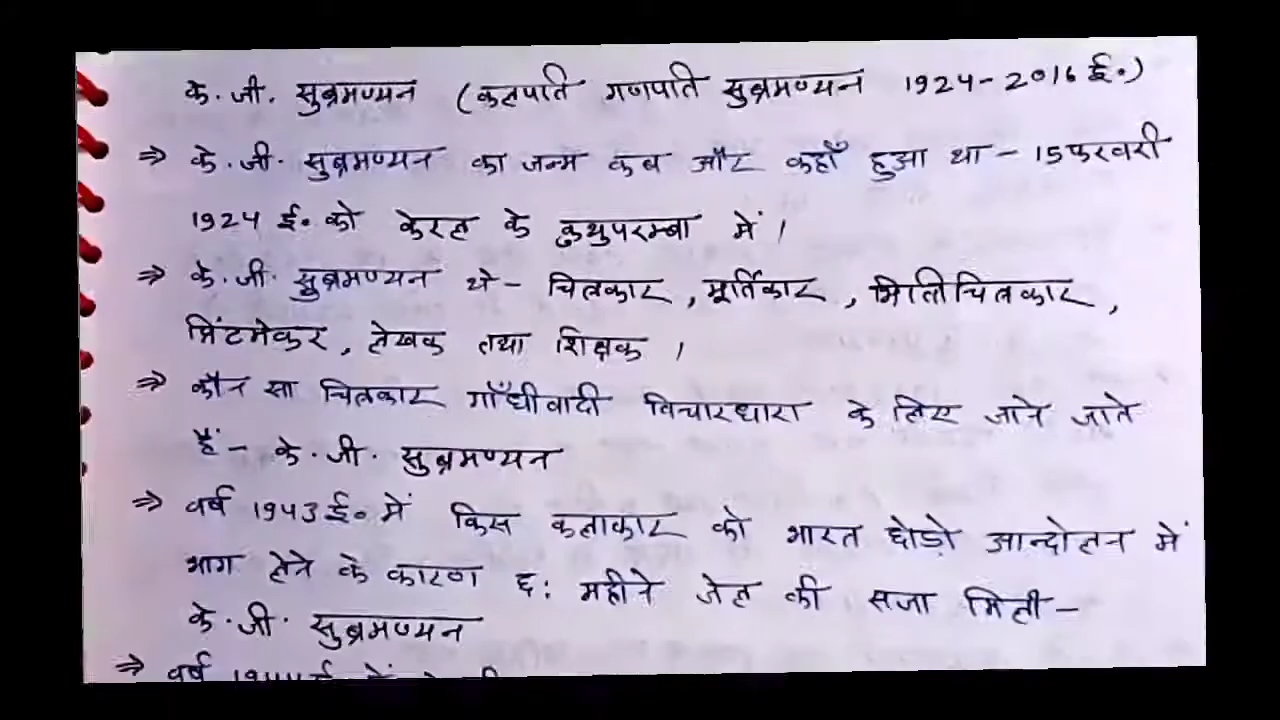 के.जी. सुब्रमण्यन (कलपाति गणपति सुब्रमण्यन 1924-2016 ई.)
⇒ के.जी. सुब्रमण्यन का जन्म कब और कहाँ हुआ था - 15 फरवरी
1924 ई. को केरल के कुथुपरम्बा में।
⇒ के.जी. सुब्रमण्यन थे - चित्रकार, मूर्तिकार, भित्तिचित्रकार,
प्रिंटमेकर, लेखक तथा शिक्षक।
⇒ कौन सा चित्रकार गाँधीवादी विचारधारा के लिए जाने जाते
हैं - के.जी. सुब्रमण्यन
⇒ वर्ष 1943 ई. में किस कलाकार को भारत छोड़ो आन्दोलन में
भाग लेने के कारण छ: महीने जेल की सजा मिली -
के.जी. सुब्रमण्यन
⇒ वर्ष